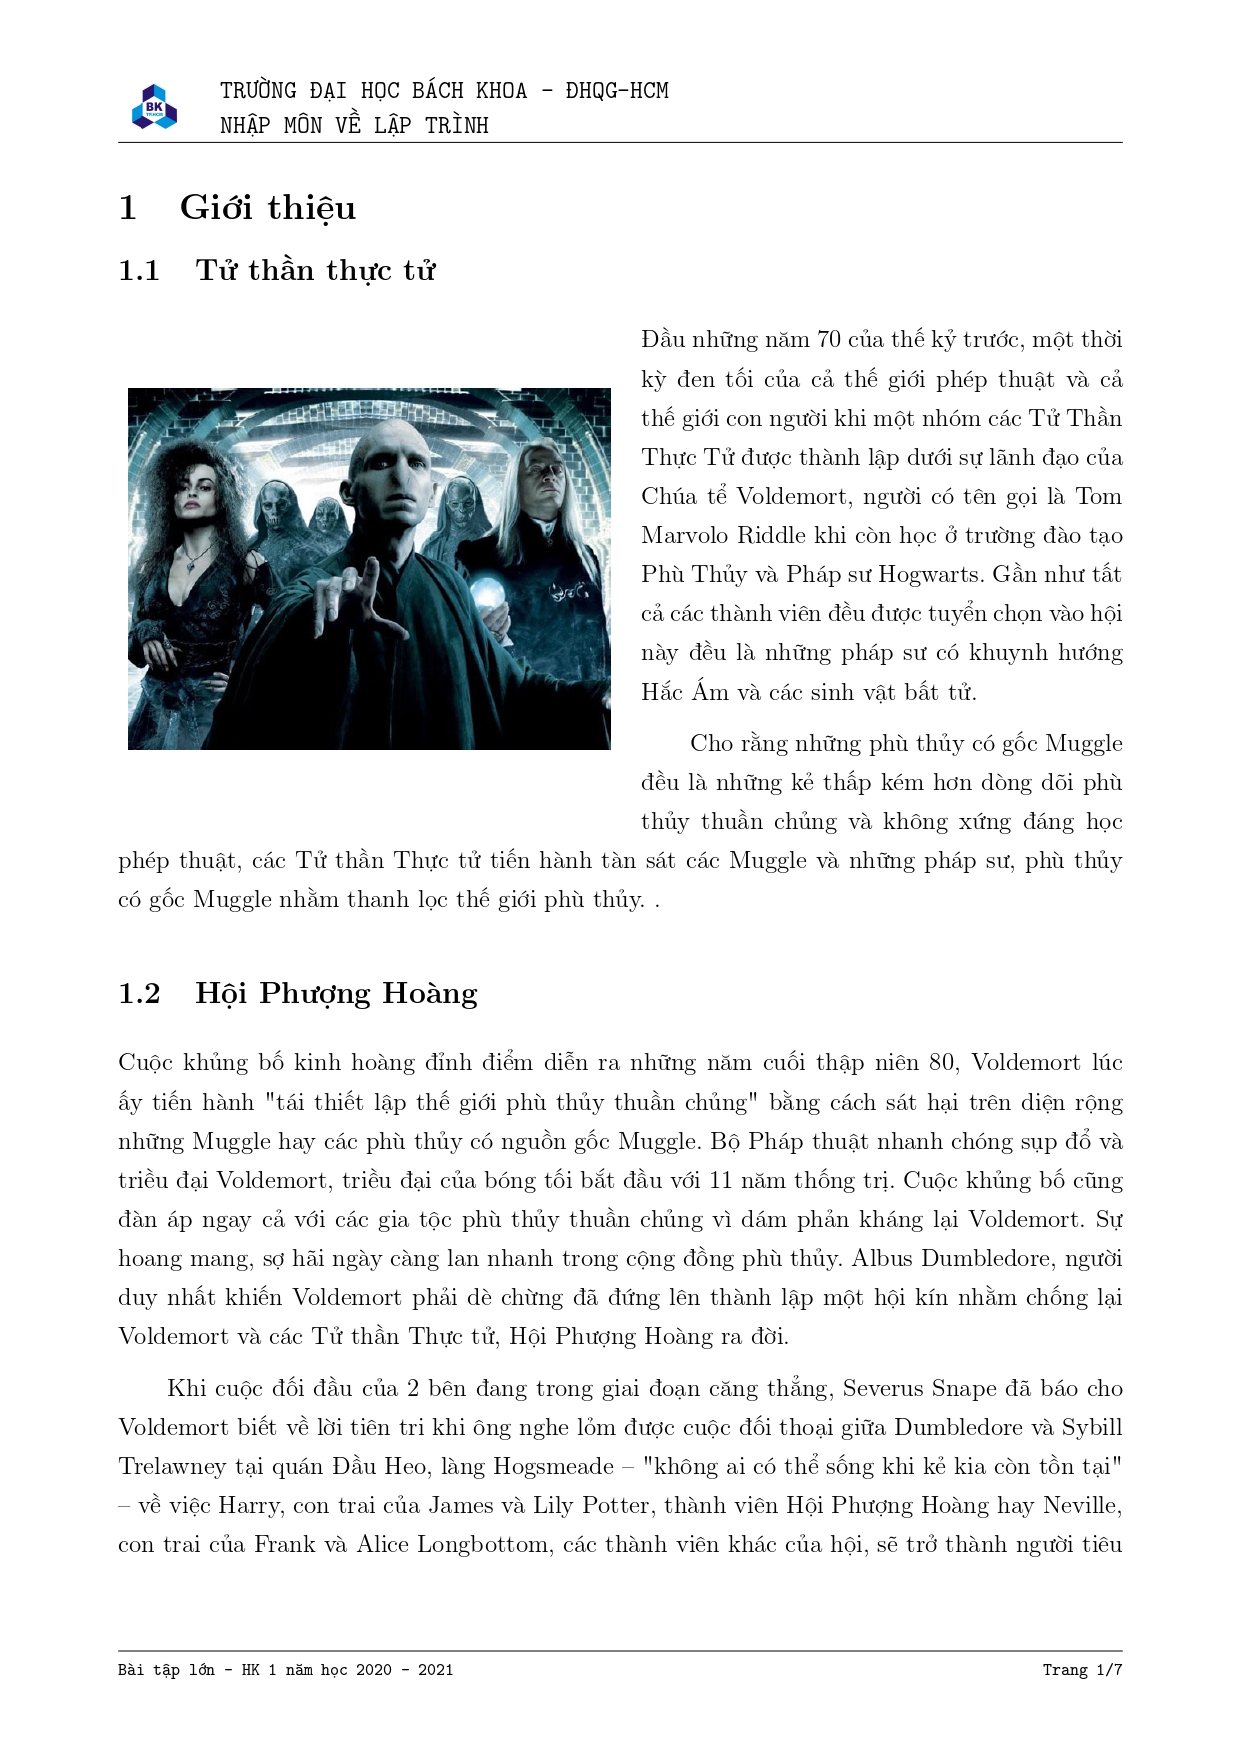 BK
TP.HCM
TRƯỜNG ĐẠI HỌC BÁCH KHOA - ĐHQG-HCM
NHẬP MÔN VỀ LẬP TRÌNH
1 Giới thiệu
1.1 Tử thần thực tử
Đầu những năm 70 của thế kỷ trước, một thời
kỳ đen tối của cả thế giới phép thuật và cả
thế giới con người khi một nhóm các Tử Thần
Thực Tử được thành lập dưới sự lãnh đạo của
Chúa tể Voldemort, người có tên gọi là Tom
Marvolo Riddle khi còn học ở trường đào tạo
Phù Thủy và Pháp sư Hogwarts. Gần như tất
cả các thành viên đều được tuyển chọn vào hội
này đều là những pháp sư có khuynh hướng
Hắc Ám và các sinh vật bất tử.
Cho rằng những phù thủy có gốc Muggle
đều là những kẻ thấp kém hơn dòng dõi phù
thủy thuần chủng và không xứng đáng học
phép thuật, các Tử thần Thực tử tiến hành tàn sát các Muggle và những pháp sư, phù thủy
có gốc Muggle nhằm thanh lọc thế giới phù thủy. .
1.2 Hội Phượng Hoàng
Cuộc khủng bố kinh hoàng đỉnh điểm diễn ra những năm cuối thập niên 80, Voldemort lúc
ấy tiến hành "tái thiết lập thế giới phù thủy thuần chủng" bằng cách sát hại trên diện rộng
những Muggle hay các phù thủy có nguồn gốc Muggle. Bộ Pháp thuật nhanh chóng sụp đổ và
triều đại Voldemort, triều đại của bóng tối bắt đầu với 11 năm thống trị. Cuộc khủng bố cũng
đàn áp ngay cả với các gia tộc phù thủy thuần chủng vì dám phản kháng lại Voldemort. Sự
hoang mang, sợ hãi ngày càng lan nhanh trong cộng đồng phù thủy. Albus Dumbledore, người
duy nhất khiến Voldemort phải dè chừng đã đứng lên thành lập một hội kín nhằm chống lại
Voldemort và các Tử thần Thực tử, Hội Phượng Hoàng ra đời.
Khi cuộc đối đầu của 2 bên đang trong giai đoạn căng thẳng, Severus Snape đã báo cho
Voldemort biết về lời tiên tri khi ông nghe lỏm được cuộc đối thoại giữa Dumbledore và Sybill
Trelawney tại quán Đầu Heo, làng Hogsmeade – "không ai có thể sống khi kẻ kia còn tồn tại"
– về việc Harry, con trai của James và Lily Potter, thành viên Hội Phượng Hoàng hay Neville,
con trai của Frank và Alice Longbottom, các thành viên khác của hội, sẽ trở thành người tiêu
Bài tập lớn - HK 1 năm học 2020 - 2021
Trang 1/7